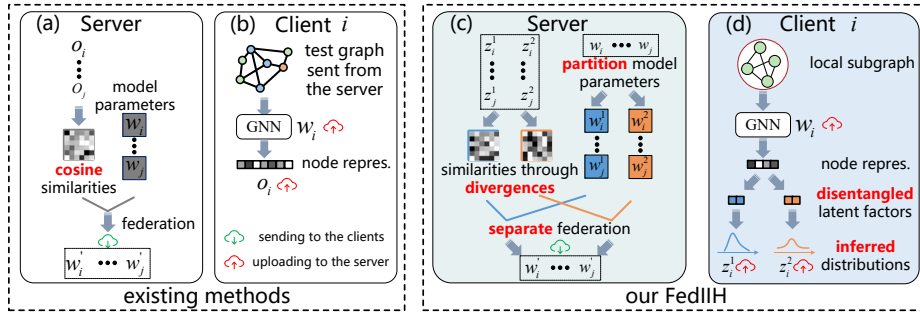 (a) Server
o_i
o_j
model
parameters
w_i
w_j
cosine
similarities
federation
w_i' ••• w_j'
(b) Client i
test graph
sent from
the server
GNN
w_i
node repres.
o_i
sending to the clients
uploading to the server
existing methods
(c) Server
z_i^1 z_i^2
z_j^1 z_j^2
w_i ••• w_j
partition model
parameters
w_i^1 w_i^2
w_j^1 w_j^2
similarities through
divergences
separate federation
w_i' ••• w_j'
(d) Client i
local subgraph
GNN
w_i
node repres.
disentangled
latent factors
inferred
distributions
z_i^1 z_i^2
our FedIIH